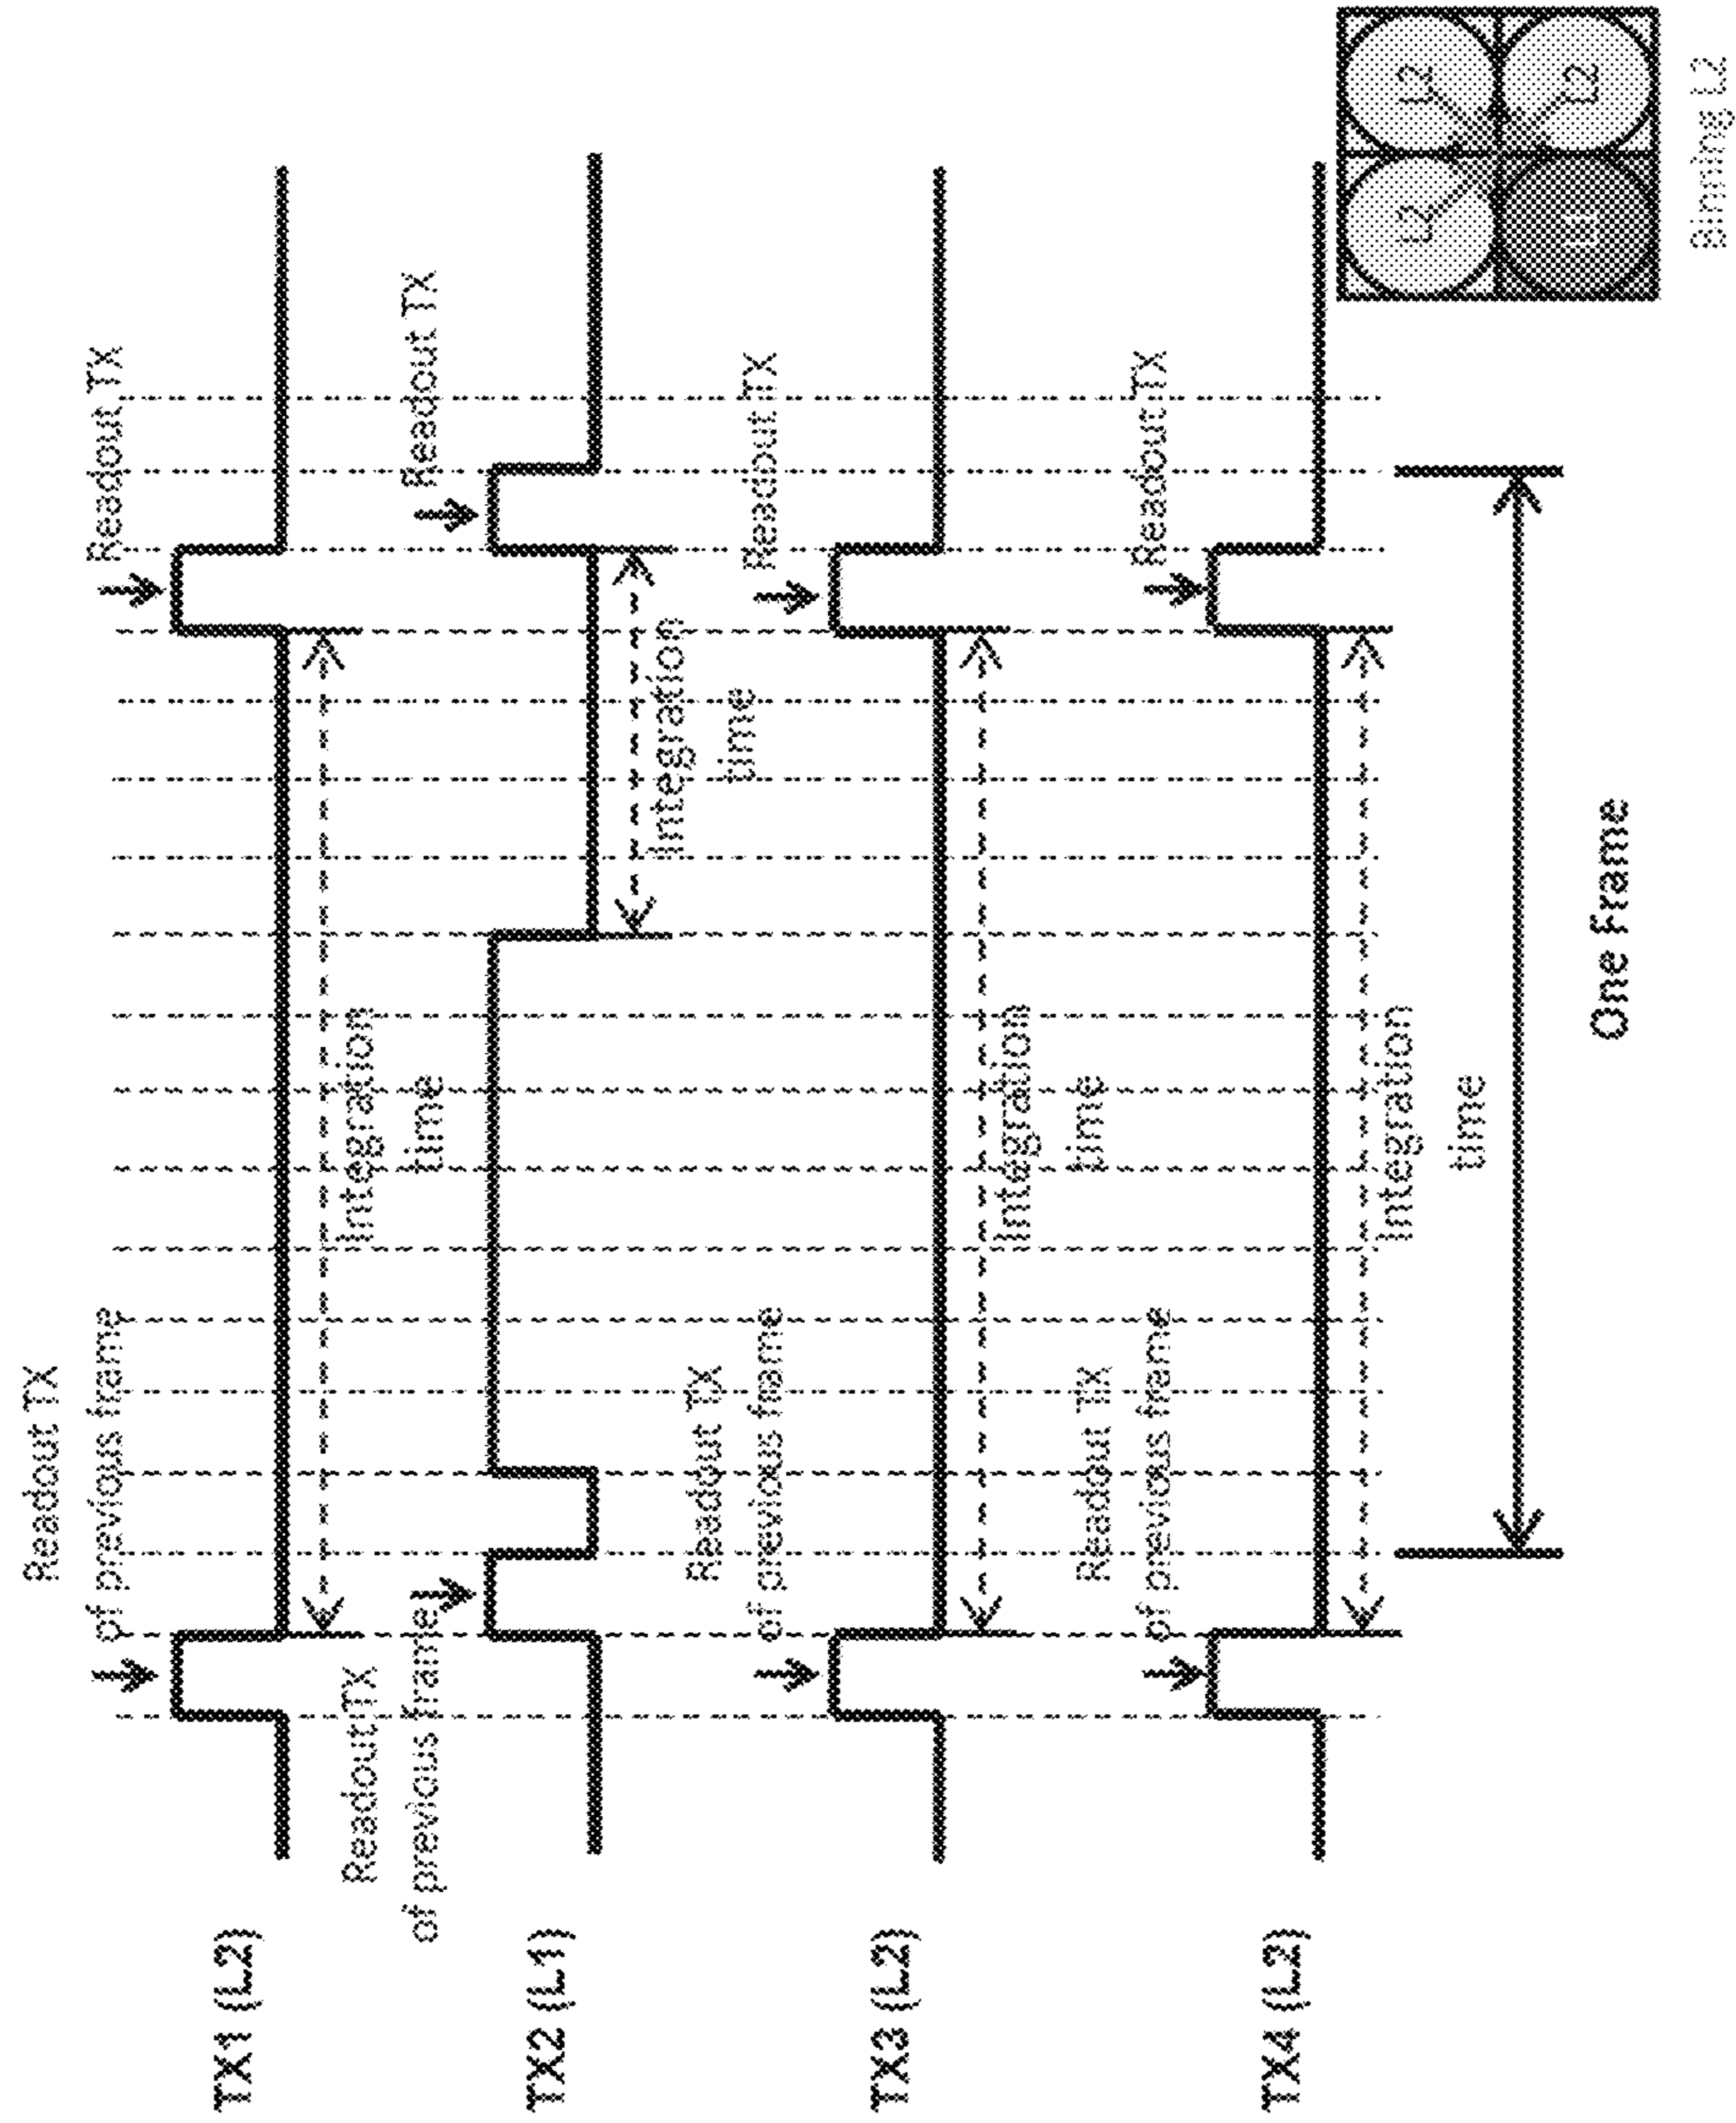 Readout TX
of previous frame
Readout TX
TX1 (L2)
Integration
time
Readout TX
of previous frame
Readout TX
TX2 (L1)
Integration
time
Readout TX
of previous frame
Readout TX
TX3 (L2)
Integration
time
Readout TX
of previous frame
Readout TX
TX4 (L2)
Integration
time
One Frame
L2
L2
L2
Binning L2